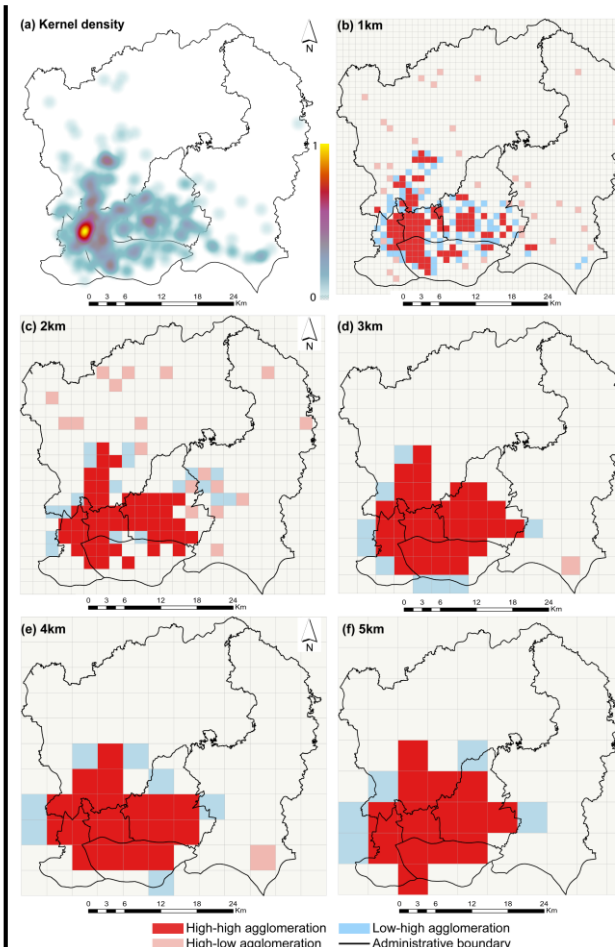 (a) Kernel density
N
1
0
0 3 6 12 18 24
Km
(b) 1km
N
0 3 6 12 18 24
Km
(c) 2km
N
0 3 6 12 18 24
Km
(d) 3km
N
0 3 6 12 18 24
Km
(e) 4km
N
0 3 6 12 18 24
Km
(f) 5km
N
0 3 6 12 18 24
Km
High-high agglomeration
Low-high agglomeration
High-low agglomeration
Administrative boundary